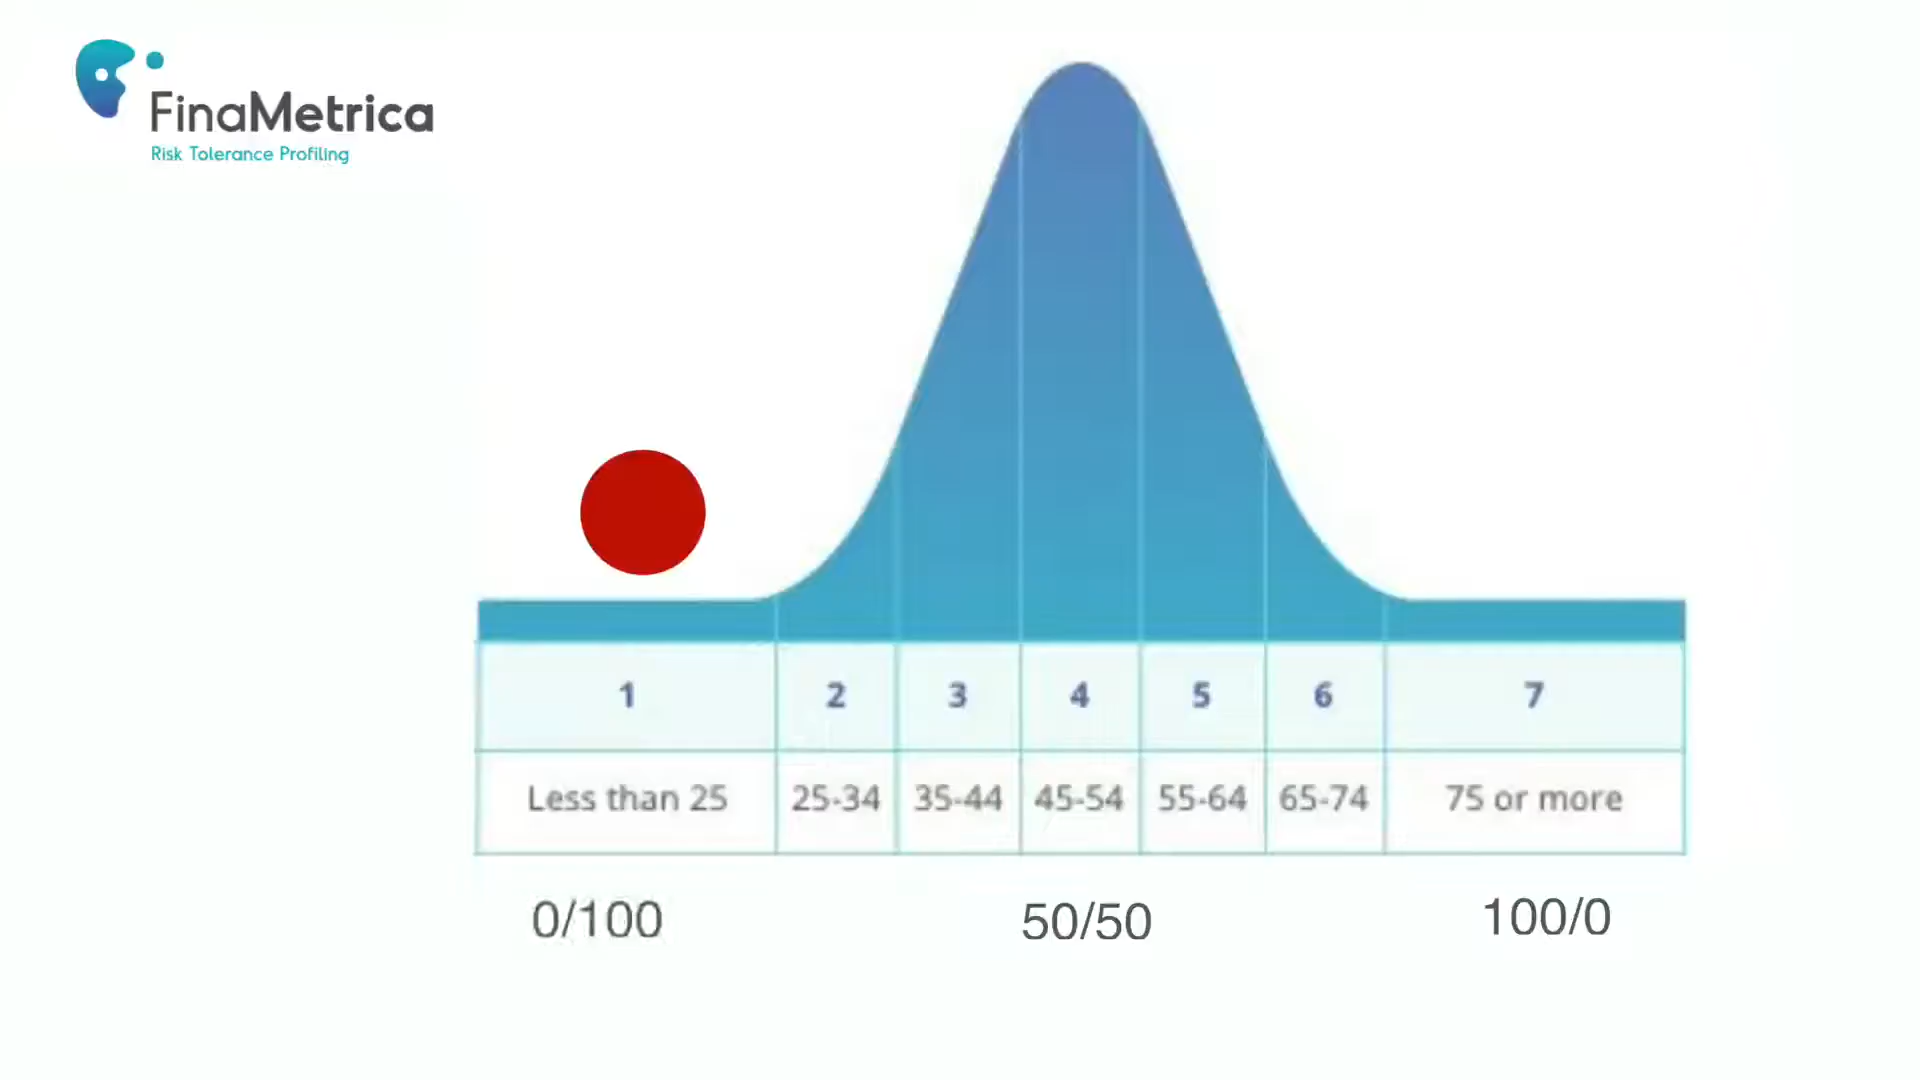 FinaMetrica
Risk Tolerance Profiling
1 2 3 4 5 6 7
Less than 25 25-34 35-44 45-54 55-64 65-74 75 or more
0/100 50/50 100/0